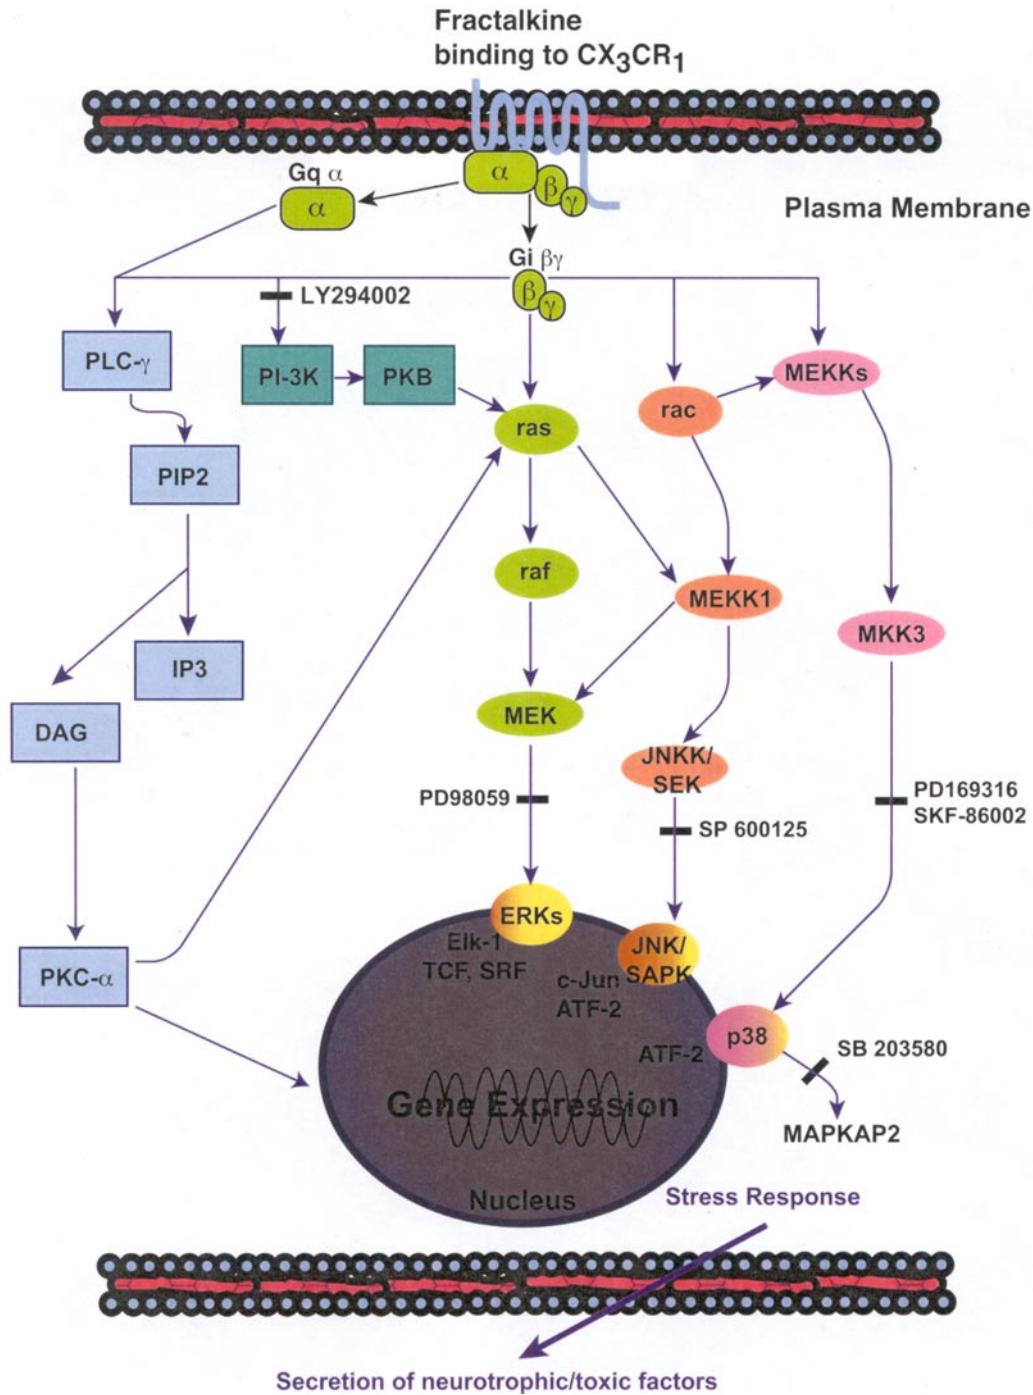 Fractalkine
binding to CX₃CR₁
Gq α
α
α
β
γ
Plasma Membrane
Gi βγ
β
γ
LY294002
PLC-γ
PI-3K
PKB
MEKKs
rac
ras
PIP2
raf
MEKK1
MKK3
IP3
DAG
MEK
JNKK/
SEK
PD98059
PD169316
SKF-86002
SP 600125
ERKs
Elk-1
TCF, SRF
JNK/
SAPK
c-Jun
ATF-2
PKC-α
p38
ATF-2
SB 203580
Gene Expression
MAPKAP2
Nucleus
Stress Response
Secretion of neurotrophic/toxic factors